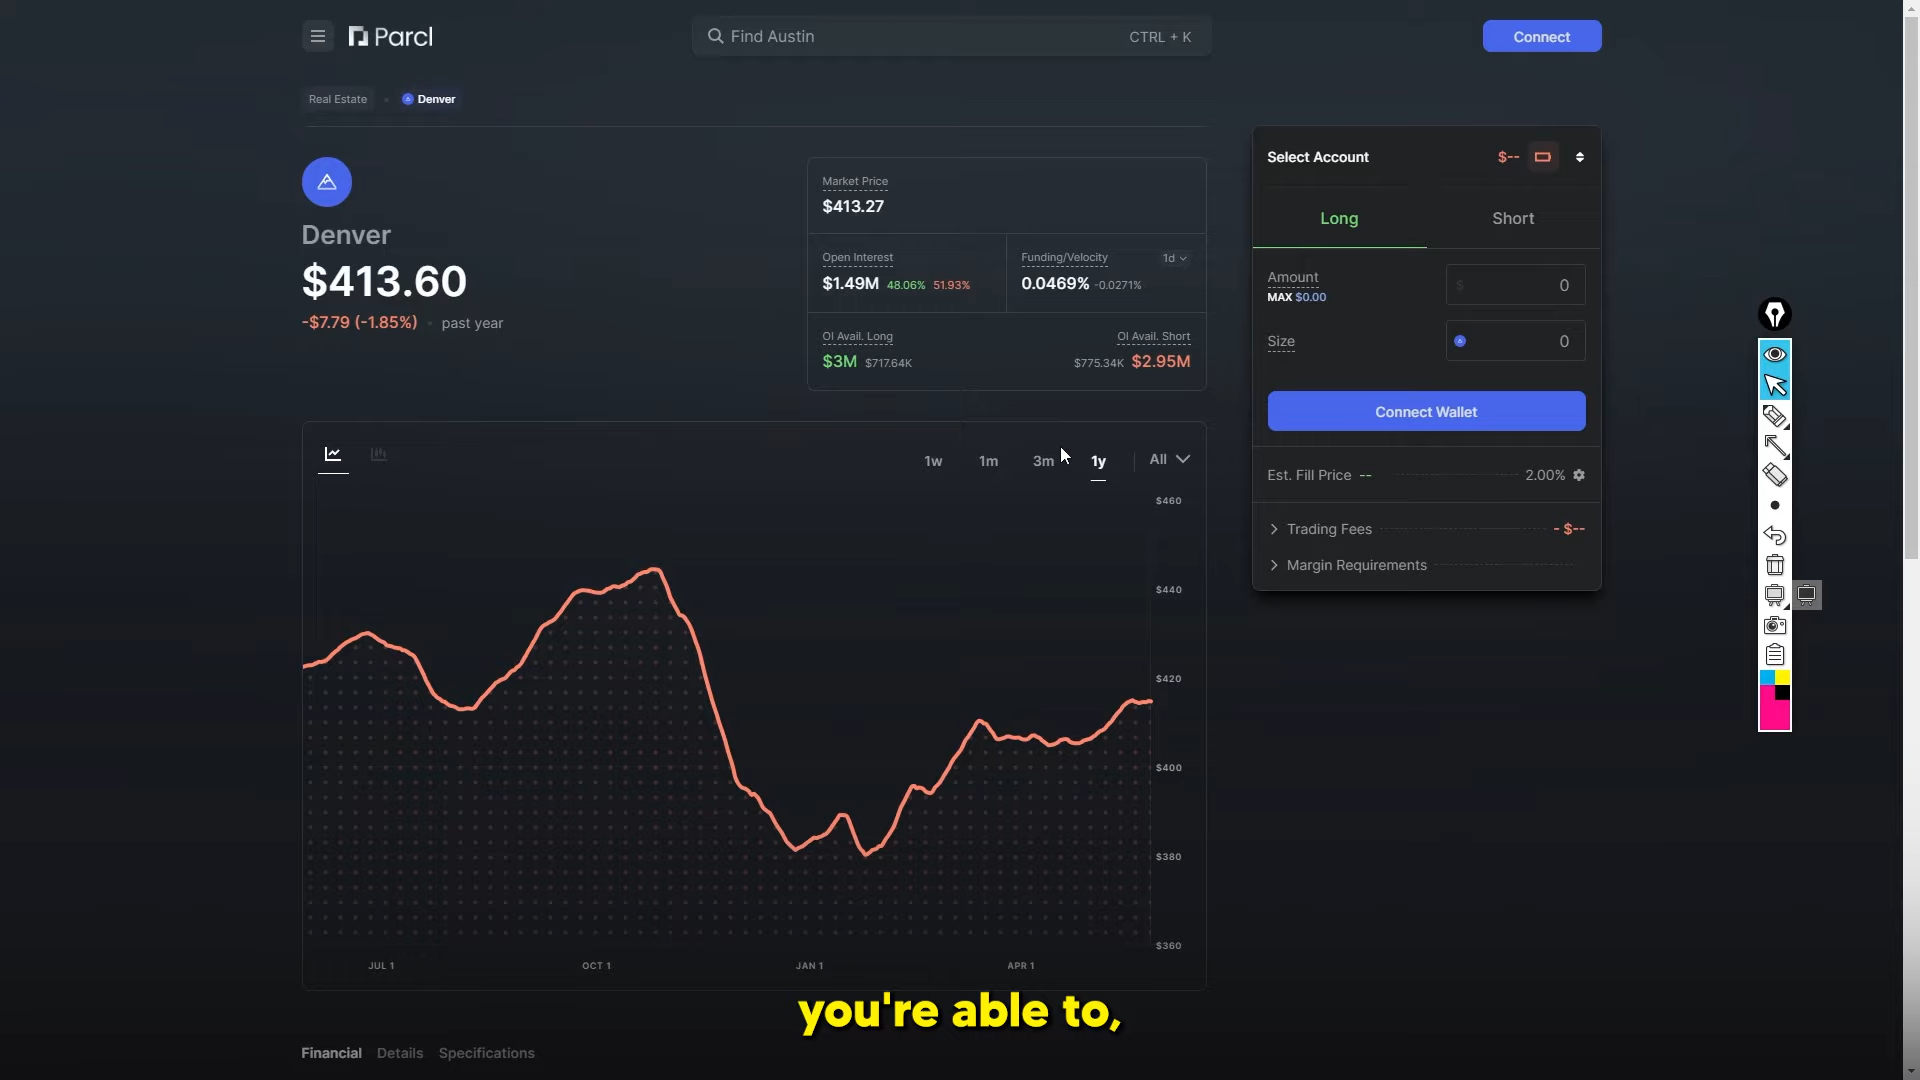 Parcl
Find Austin
CTRL + K
Connect
Real Estate
Denver
Denver
$413.60
-$7.79 (-1.85%)
past year
Market Price
$413.27
Open Interest
$1.49M 48.06% 51.93%
Funding/Velocity
1d
0.0469% -0.0271%
OI Avail. Long
$3M $717.64K
OI Avail. Short
$775.34K $2.95M
Select Account
$--
Long
Short
Amount
MAX $0.00
$ 0
Size
0
Connect Wallet
Est. Fill Price --
2.00%
Trading Fees
- $--
Margin Requirements
1w
1m
3m
1y
All
$460
$440
$420
$400
$380
$360
JUL 1
OCT 1
JAN 1
APR 1
you're able to,
Financial
Details
Specifications